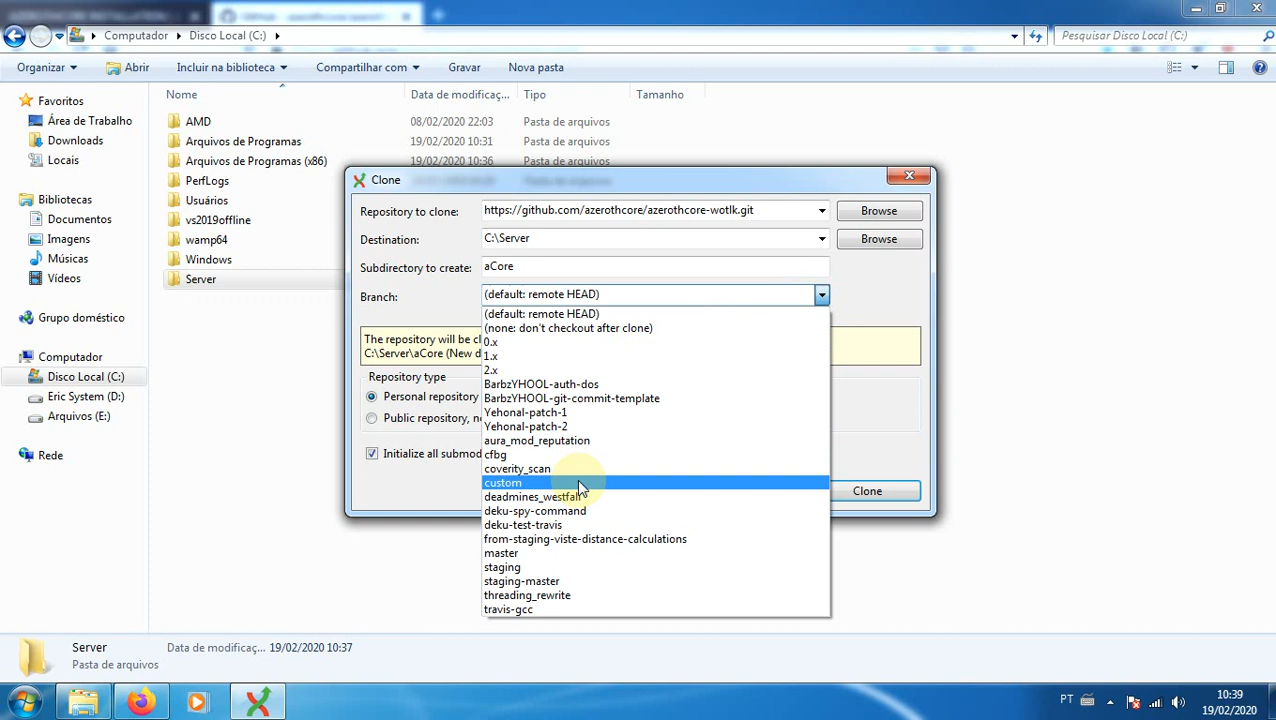 Computador ▸ Disco Local (C:) ▸
Pesquisar Disco Local (C:)
Organizar
Abrir
Incluir na biblioteca
Compartilhar com
Gravar
Nova pasta
Nome
Data de modificaç...
Tipo
Tamanho
Favoritos
Área de Trabalho
Downloads
Locais
Bibliotecas
Documentos
Imagens
Músicas
Vídeos
Grupo doméstico
Computador
Disco Local (C:)
Eric System (D:)
Arquivos (E:)
Rede
AMD 08/02/2020 22:03 Pasta de arquivos
Arquivos de Programas 19/02/2020 10:31 Pasta de arquivos
Arquivos de Programas (x86) 19/02/2020 10:36 Pasta de arquivos
PerfLogs
Usuários
vs2019offline
wamp64
Windows
Server
Clone
Repository to clone: https://github.com/azerothcore/azerothcore-wotlk.git Browse
Destination: C:\Server Browse
Subdirectory to create: aCore
Branch: (default: remote HEAD)
(default: remote HEAD)
(none: don't checkout after clone)
0.x
1.x
2.x
BarbzYHOOL-auth-dos
BarbzYHOOL-git-commit-template
Yehonal-patch-1
Yehonal-patch-2
aura_mod_reputation
cfbg
coverity_scan
custom
deadmines_westfall
deku-spy-command
deku-test-travis
from-staging-viste-distance-calculations
master
staging
staging-master
threading_rewrite
travis-gcc
The repository will be cl
C:\Server\aCore (New d
Repository type
Personal repository
Public repository, n
Initialize all submod
Clone
Server Data de modificaç... 19/02/2020 10:37
Pasta de arquivos
PT
10:39
19/02/2020